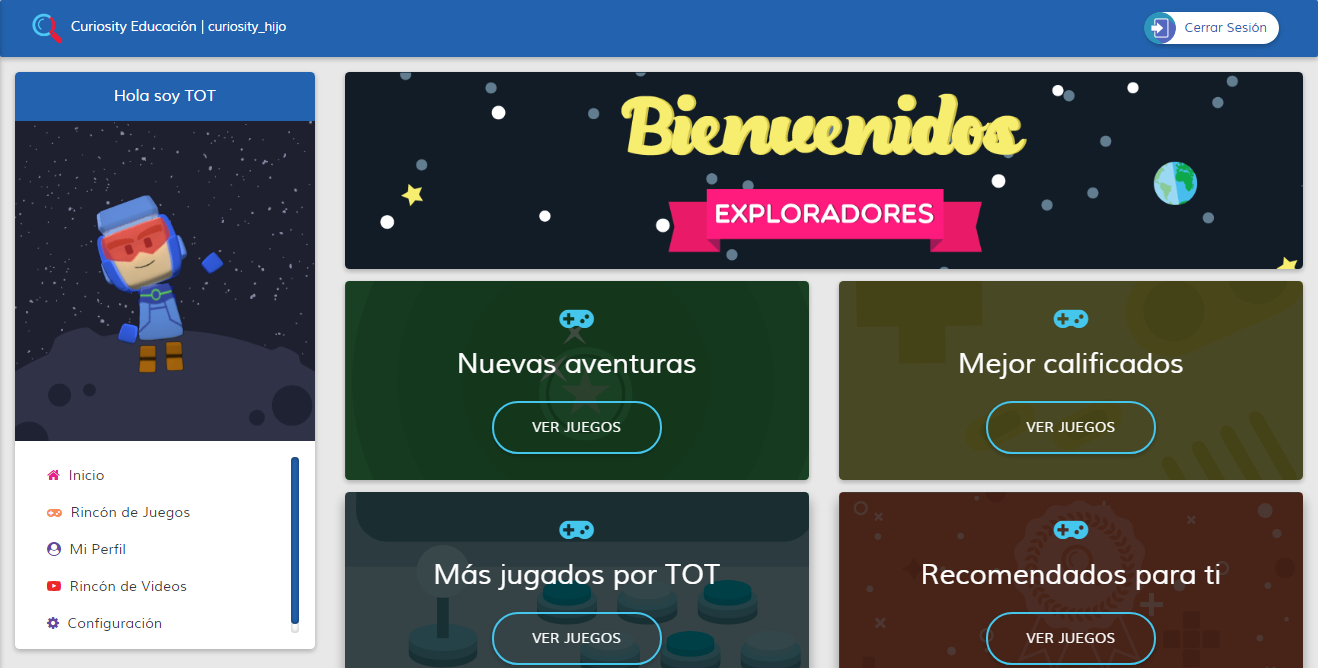 Curiosity Educación | curiosity_hijo
Cerrar Sesión
Hola soy TOT
Inicio
Rincón de Juegos
Mi Perfil
Rincón de Videos
Configuración
Bienvenidos
EXPLORADORES
Nuevas aventuras
VER JUEGOS
Mejor calificados
VER JUEGOS
Más jugados por TOT
VER JUEGOS
Recomendados para ti
VER JUEGOS